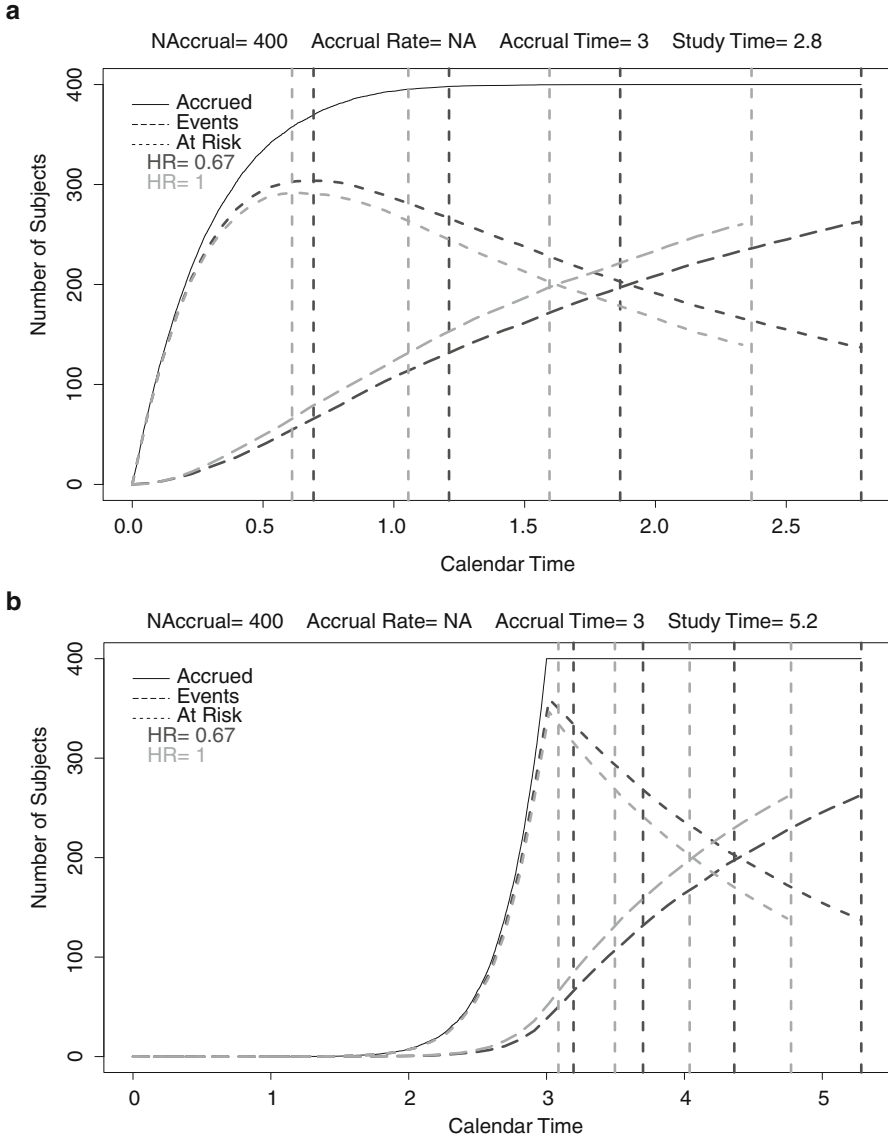 a
NAccrual= 400 Accrual Rate= NA Accrual Time= 3 Study Time= 2.8
Number of Subjects
400
300
200
100
0
Accrued
Events
At Risk
HR= 0.67
HR= 1
0.0 0.5 1.0 1.5 2.0 2.5
Calendar Time
b
NAccrual= 400 Accrual Rate= NA Accrual Time= 3 Study Time= 5.2
Number of Subjects
400
300
200
100
0
Accrued
Events
At Risk
HR= 0.67
HR= 1
0 1 2 3 4 5
Calendar Time